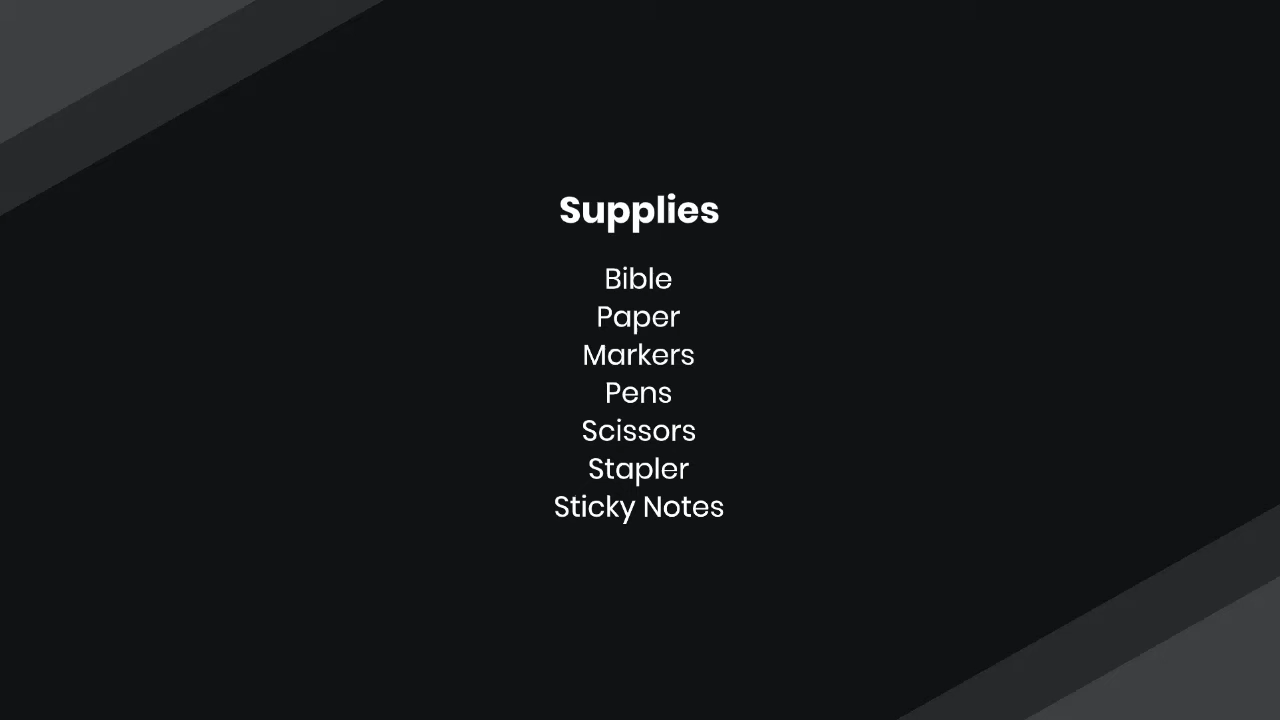 Supplies
Bible
Paper
Markers
Pens
Scissors
Stapler
Sticky Notes